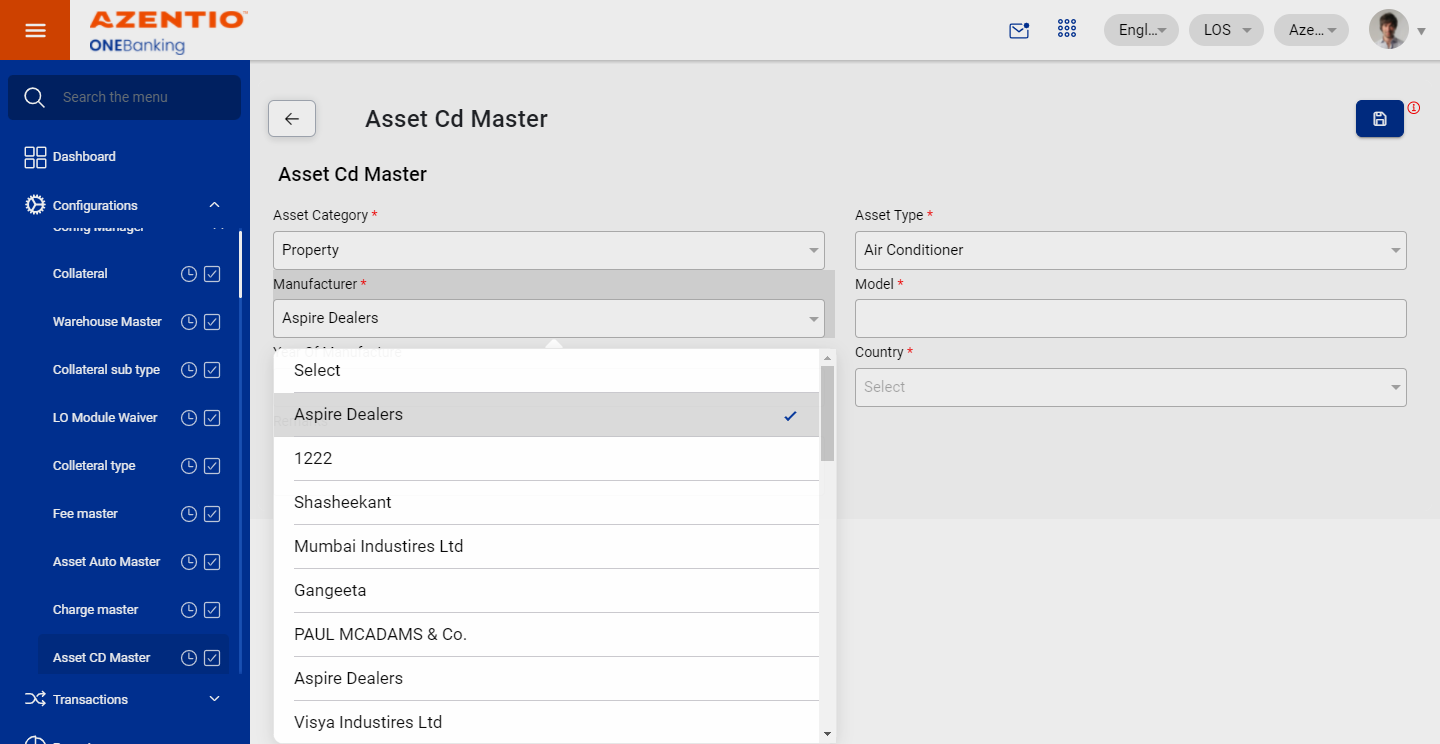 AZENTIO™
ONEBanking
Engl...
LOS
Aze...
Search the menu
Dashboard
Configurations
Config Manager
Collateral
Warehouse Master
Collateral sub type
LO Module Waiver
Colleteral type
Fee master
Asset Auto Master
Charge master
Asset CD Master
Transactions
Asset Cd Master
Asset Cd Master
Asset Category *
Property
Asset Type *
Air Conditioner
Manufacturer *
Aspire Dealers
Model *
Year Of Manufacture
Country *
Select
Select
Aspire Dealers
1222
Shasheekant
Mumbai Industires Ltd
Gangeeta
PAUL MCADAMS & Co.
Aspire Dealers
Visya Industires Ltd